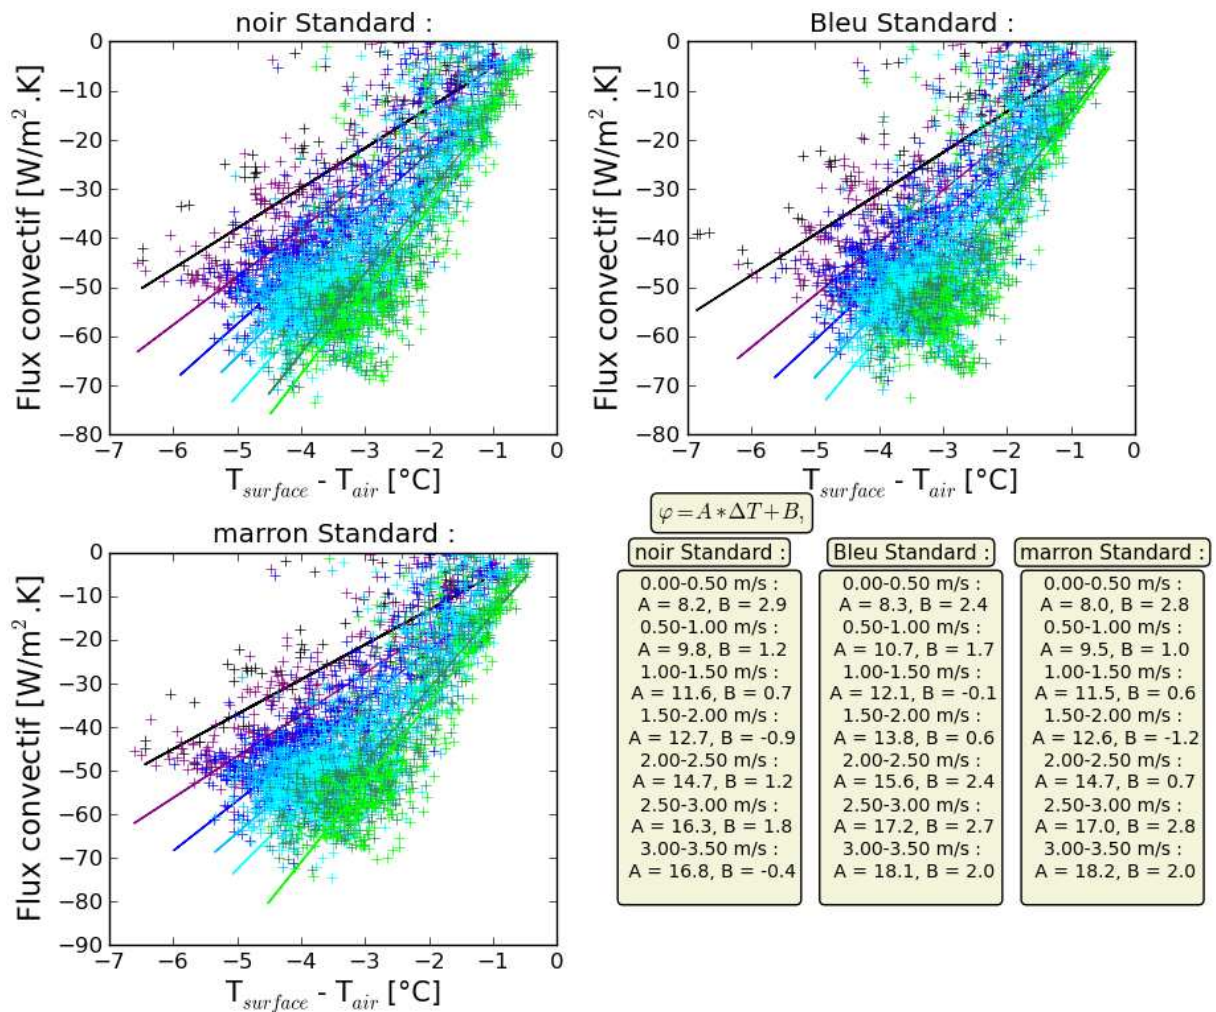 noir Standard :
Flux convectif [W/m².K]
0
−10
−20
−30
−40
−50
−60
−70
−80
−7 −6 −5 −4 −3 −2 −1 0
T_surface - T_air [°C]
Bleu Standard :
Flux convectif [W/m².K]
0
−10
−20
−30
−40
−50
−60
−70
−80
−7 −6 −5 −4 −3 −2 −1 0
T_surface - T_air [°C]
marron Standard :
Flux convectif [W/m².K]
0
−10
−20
−30
−40
−50
−60
−70
−80
−90
−7 −6 −5 −4 −3 −2 −1 0
T_surface - T_air [°C]
φ=A∗ΔT+B,
noir Standard :
0.00-0.50 m/s :
A = 8.2, B = 2.9
0.50-1.00 m/s :
A = 9.8, B = 1.2
1.00-1.50 m/s :
A = 11.6, B = 0.7
1.50-2.00 m/s :
A = 12.7, B = -0.9
2.00-2.50 m/s :
A = 14.7, B = 1.2
2.50-3.00 m/s :
A = 16.3, B = 1.8
3.00-3.50 m/s :
A = 16.8, B = -0.4
Bleu Standard :
0.00-0.50 m/s :
A = 8.3, B = 2.4
0.50-1.00 m/s :
A = 10.7, B = 1.7
1.00-1.50 m/s :
A = 12.1, B = -0.1
1.50-2.00 m/s :
A = 13.8, B = 0.6
2.00-2.50 m/s :
A = 15.6, B = 2.4
2.50-3.00 m/s :
A = 17.2, B = 2.7
3.00-3.50 m/s :
A = 18.1, B = 2.0
marron Standard :
0.00-0.50 m/s :
A = 8.0, B = 2.8
0.50-1.00 m/s :
A = 9.5, B = 1.0
1.00-1.50 m/s :
A = 11.5, B = 0.6
1.50-2.00 m/s :
A = 12.6, B = -1.2
2.00-2.50 m/s :
A = 14.7, B = 0.7
2.50-3.00 m/s :
A = 17.0, B = 2.8
3.00-3.50 m/s :
A = 18.2, B = 2.0